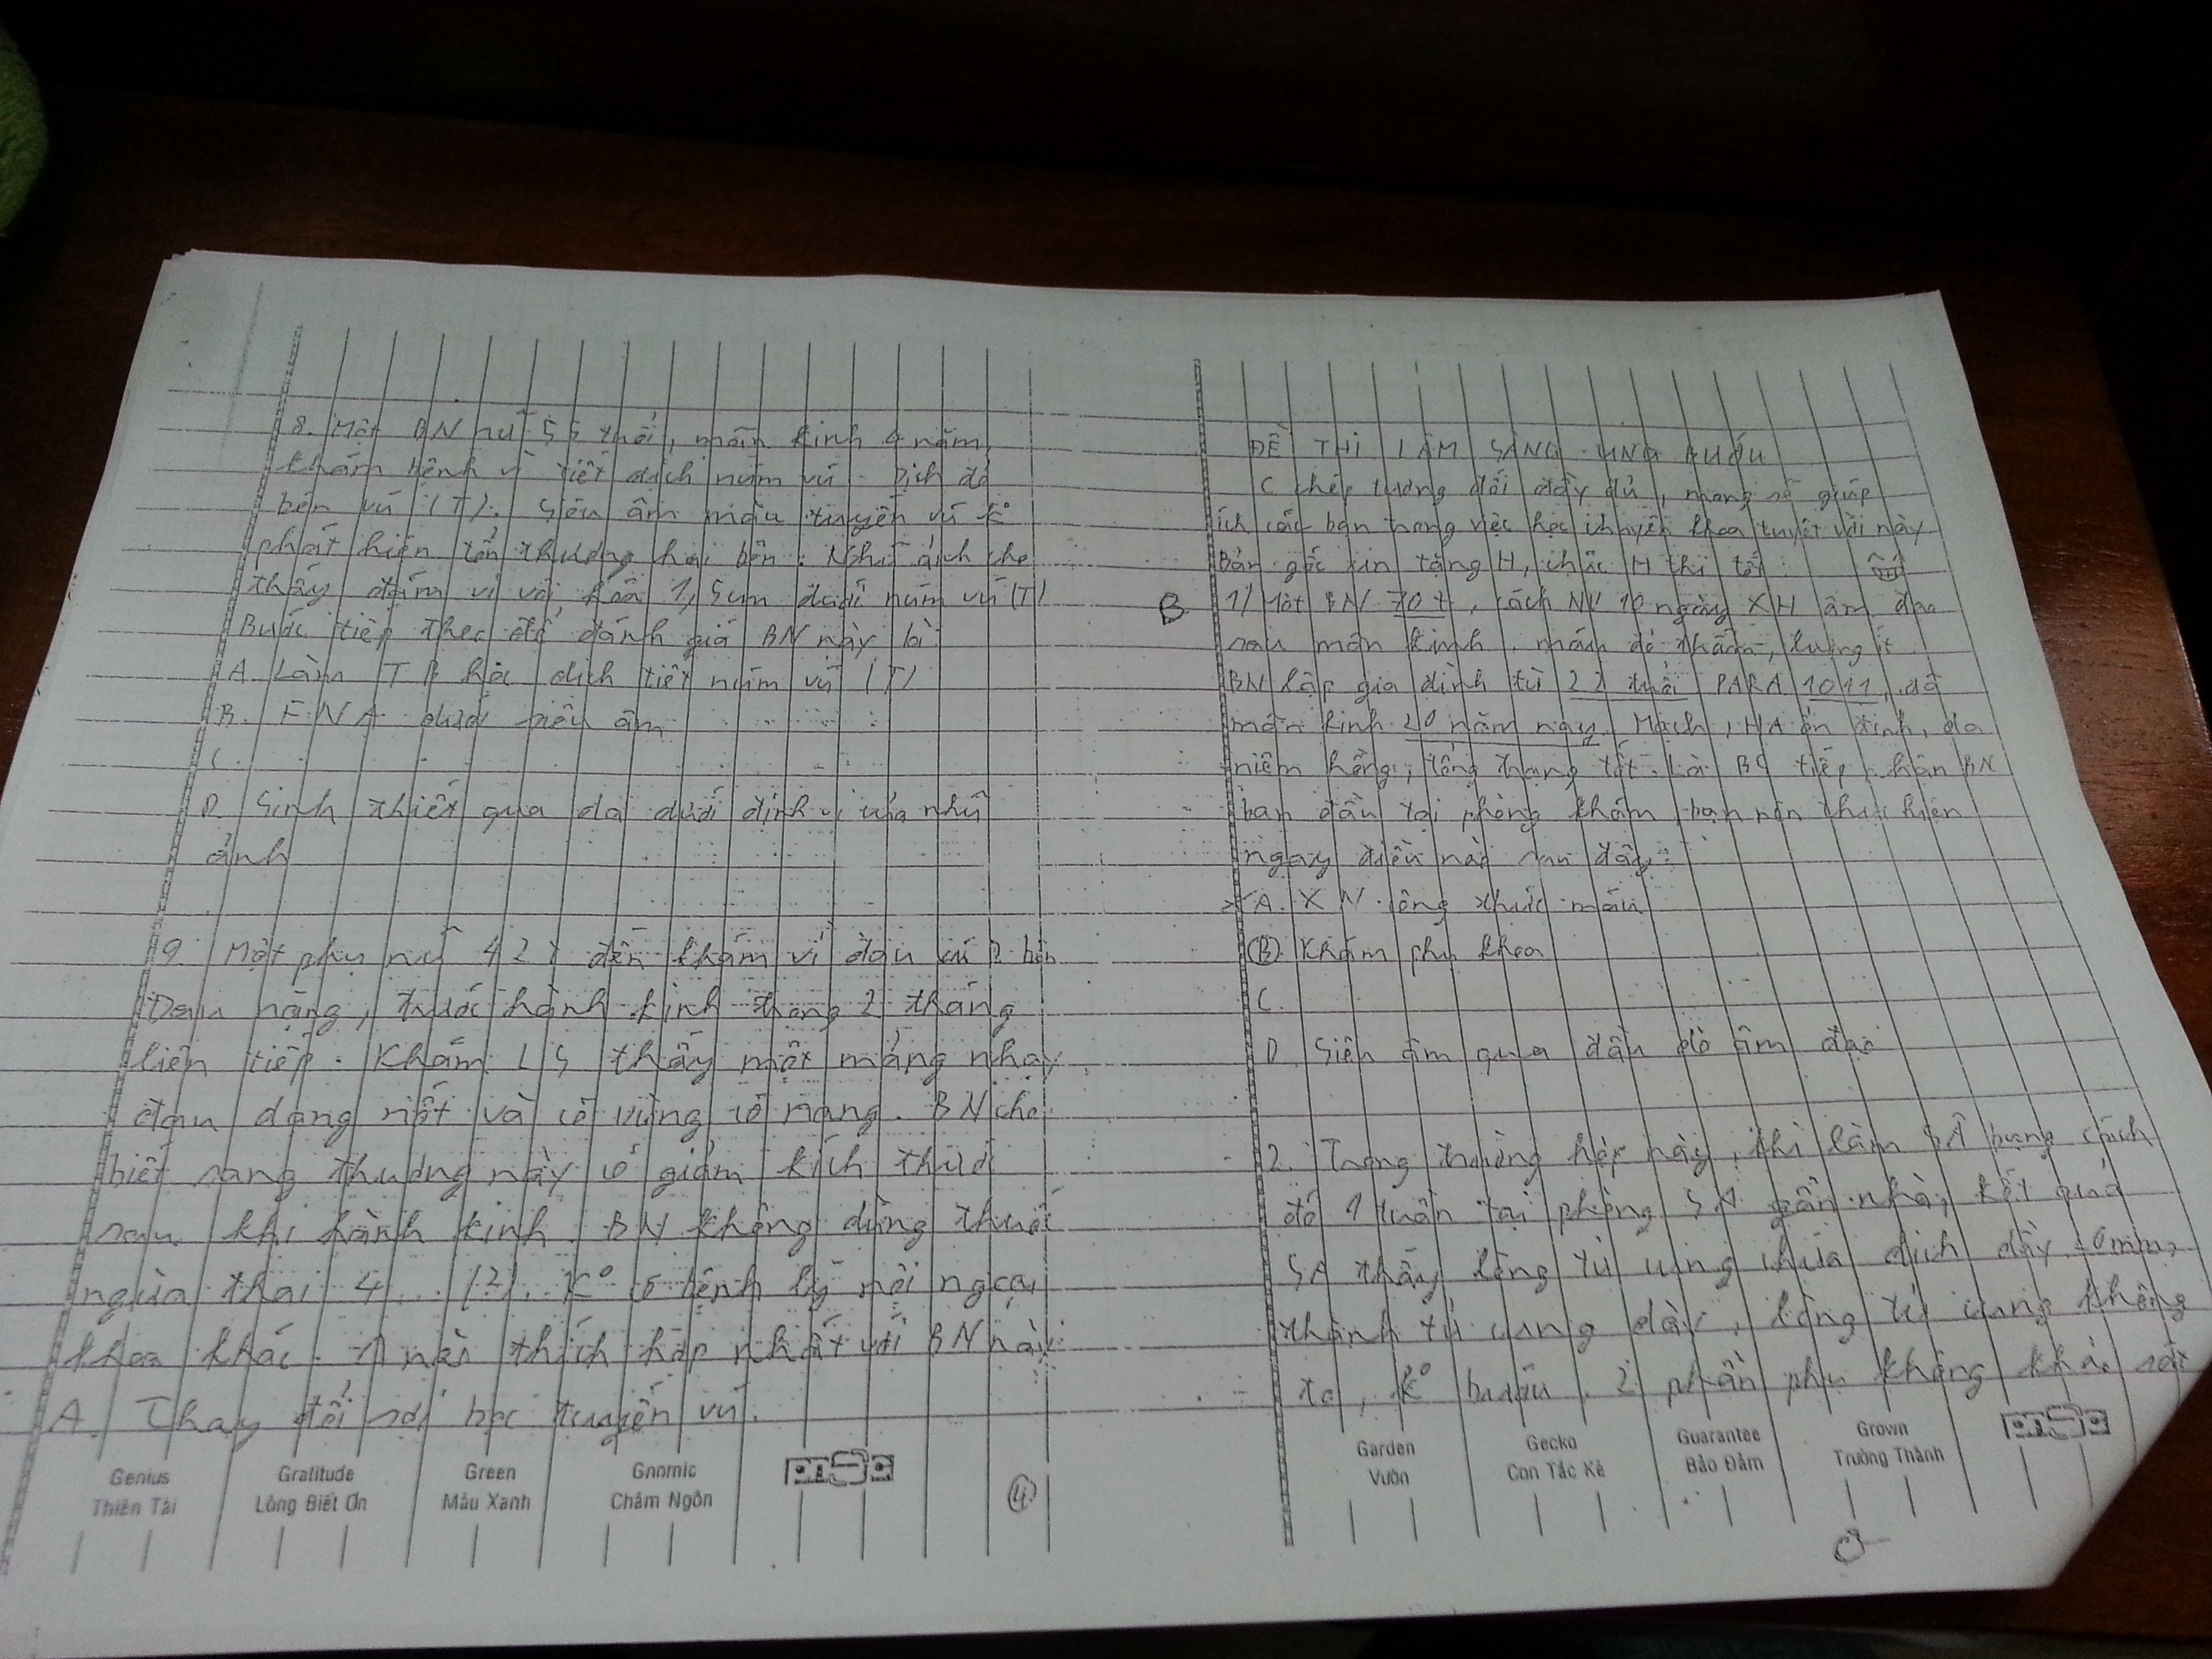 8. Một BN nữ 55 tuổi, mãn kinh 4 năm
khám bệnh vì tiết dịch núm vú. Dịch đỏ
bên vú (T). Siêu âm màu tuyến vú k°
phát hiện tổn thương hai bên. Nhũ ảnh cho
thấy đám vi vôi hóa 1,5cm dưới núm vú (T)
Bước tiếp theo để đánh giá BN này là:
A. Làm TB học dịch tiết núm vú (T)
B. FNA dưới siêu âm
C.
D. Sinh thiết qua da dưới định vị của nhũ
ảnh
9. Một phụ nữ 42t đến khám vì đau vú 2 bên
Đau nặng, trước hành kinh trong 2 tháng
liên tiếp. Khám LS thấy một mảng nhạy
đau dạng nốt và có vùng có nang. BN cho
biết sang thương này có giảm kích thước
sau khi hành kinh. BN không dùng thuốc
ngừa thai 4... (?). K° có bệnh lý nội ngoại
khoa khác. nào thích hợp nhất với BN này:
A. Thay đổi sợi bọc tuyến vú.
Genius Gratitude Green Gnomic
Thiên Tài Lòng Biết Ơn Màu Xanh Châm Ngôn
4
ĐỀ THI LÂM SÀNG UNG BƯỚU
C chép tương đối đầy đủ, mong sẽ giúp
ích các bạn trong việc học chuyên khoa tuyệt vời này
Bản gốc xin tặng H, chúc H thi tốt
B. 1) Một BN 70t, cách NV 10 ngày XH âm đạo
sau mãn kinh, máu đỏ thẫm, lượng ít.
BN lập gia đình từ 22 tuổi PARA 1011, đã
mãn kinh 20 năm nay. Mạch, HA ổn định, da
niêm hồng, tổng trạng tốt. Là BS tiếp nhận BN
ban đầu tại phòng khám, bạn nên thực hiện
ngay điều nào sau đây:
A. XN công thức máu
(B) Khám phụ khoa
C.
D. Siêu âm qua đầu dò âm đạo
2. Trong trường hợp này, khi làm SÂ bụng cách
đó 1 tuần tại phòng SA gần nhà, kết quả
SA thấy lòng tử cung chứa dịch dày 10mm,
thành tử cung dày, lòng tử cung không
to, k° bướu, 2 phần phụ không khảo sát
Garden Gecko Guarantee Grown
Vườn Con Tắc Kè Bảo Đảm Trưởng Thành